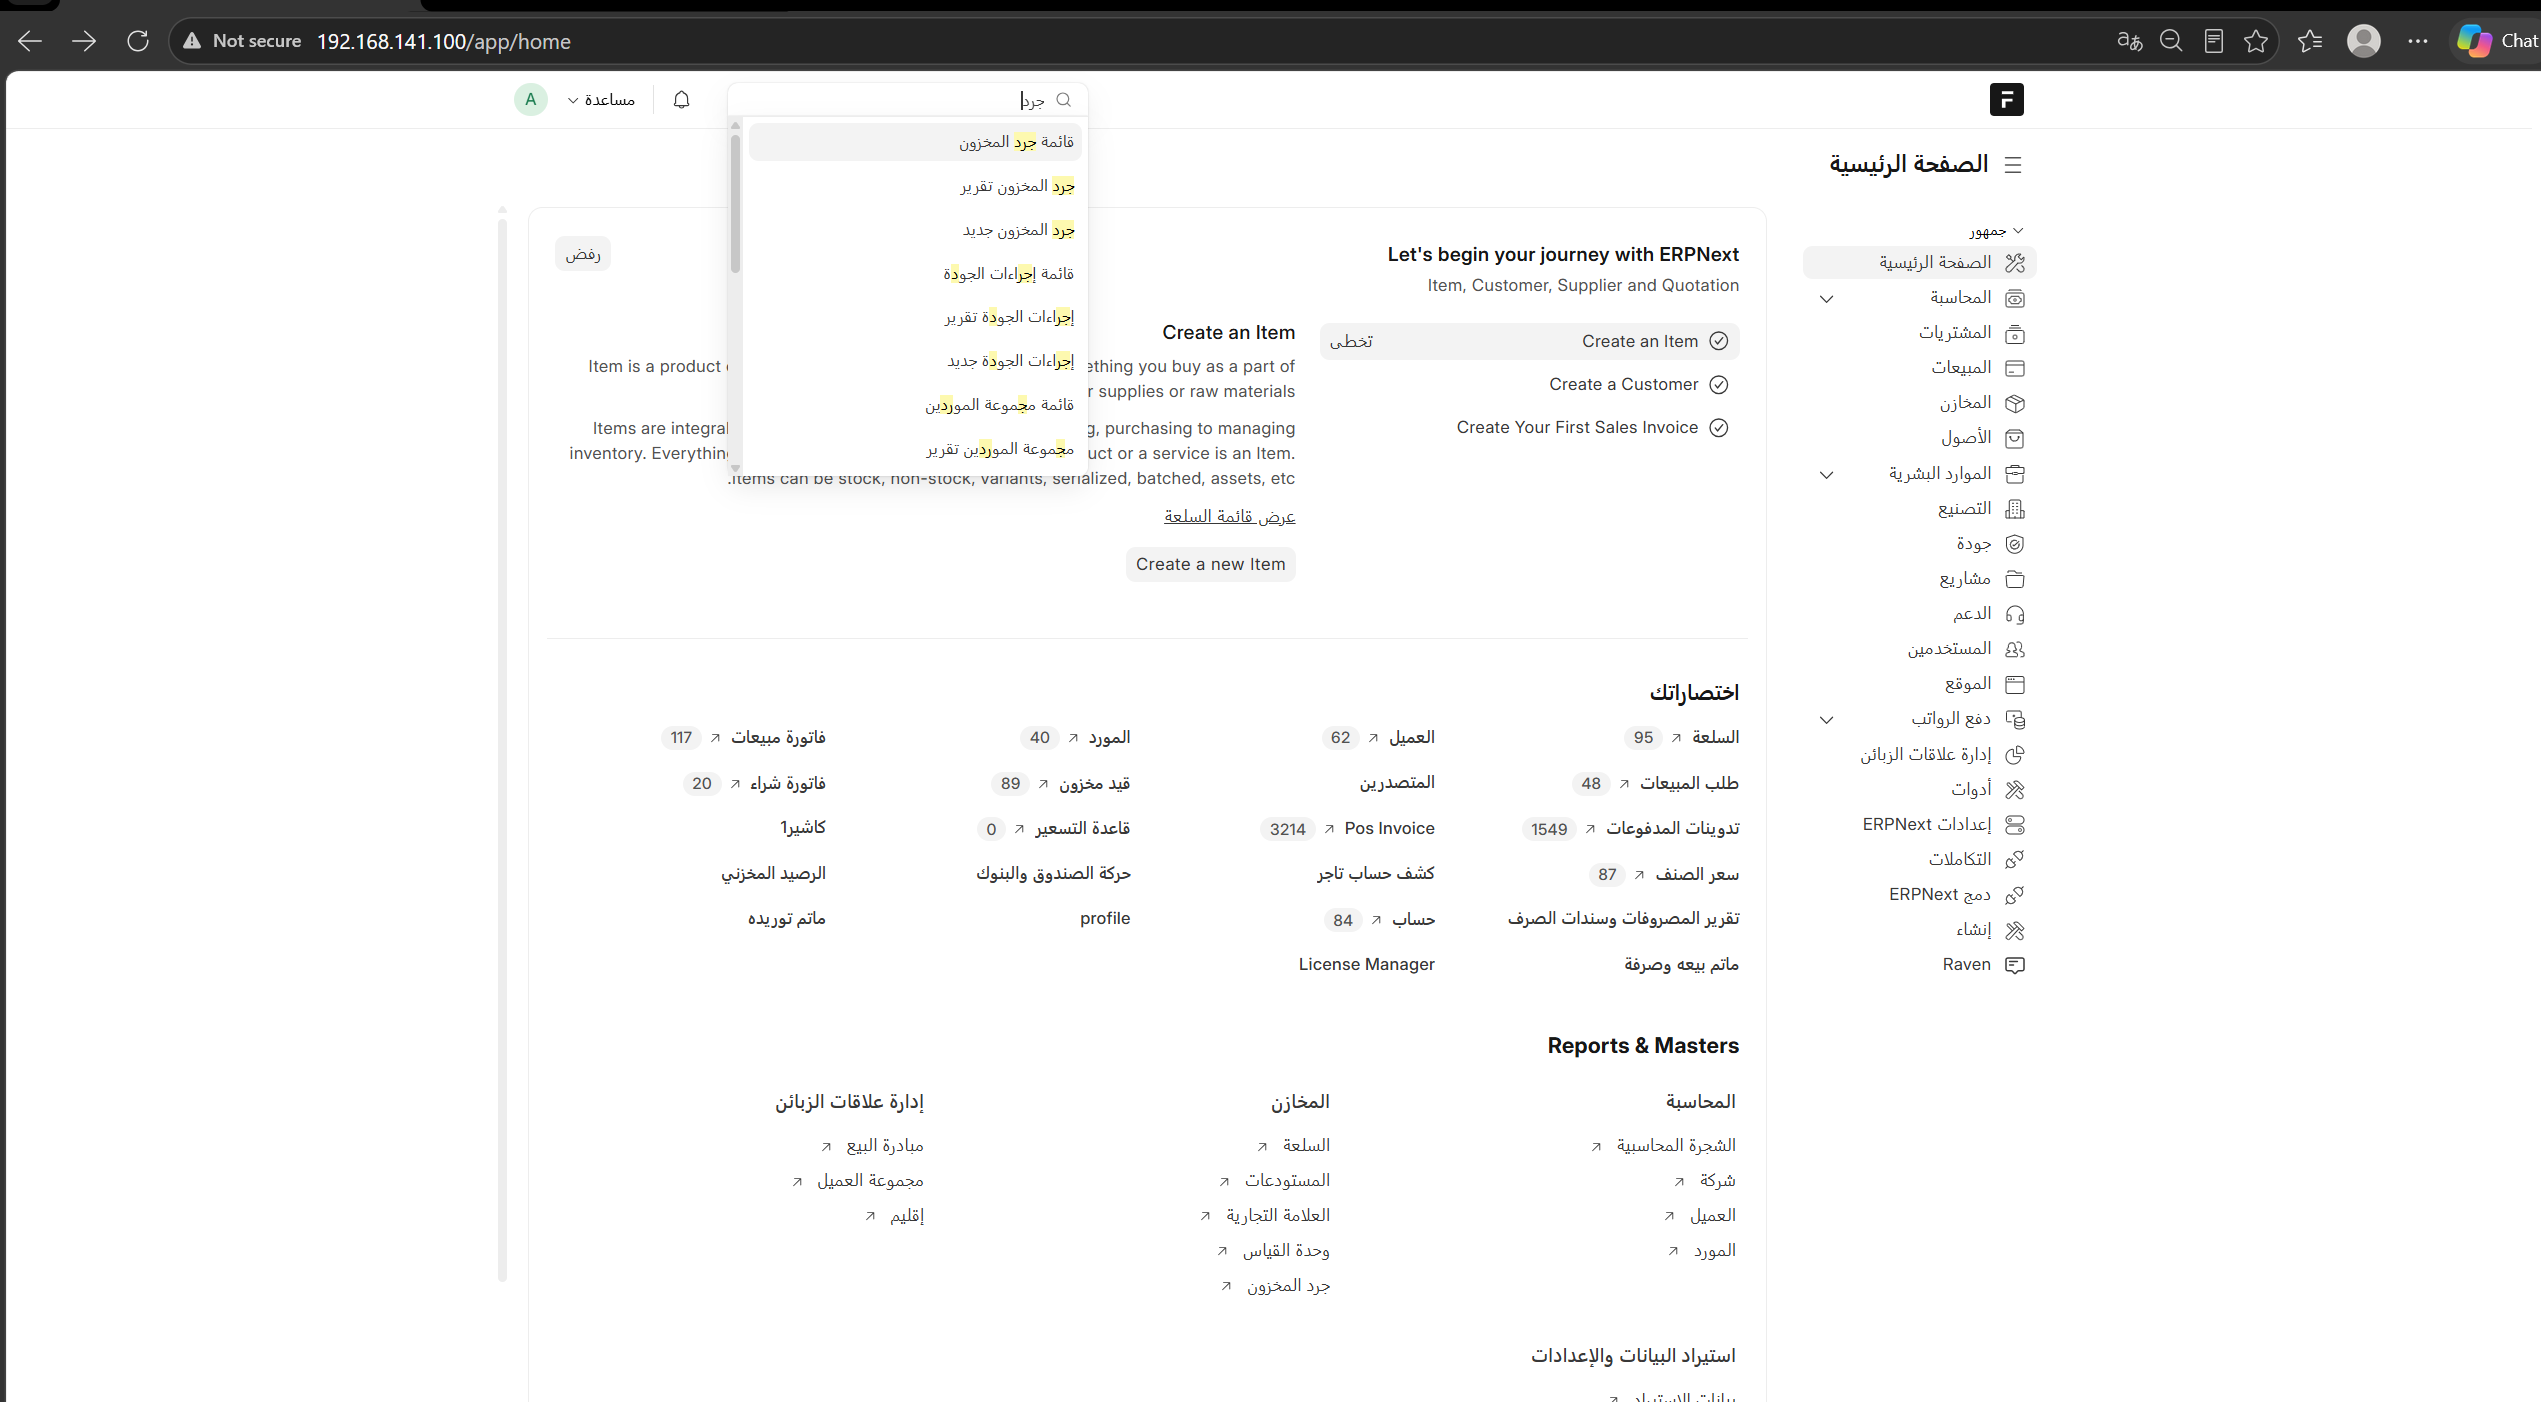 Not secure 192.168.141.100/app/home
Chat
جرد
مساعدة
A
قائمة جرد المخزون
جرد المخزون تقرير
جرد المخزون جديد
قائمة إجراءات الجودة
إجراءات الجودة تقرير
إجراءات الجودة جديد
قائمة مجموعة الموردين
مجموعة الموردين تقرير
الصفحة الرئيسية
جمهور
الصفحة الرئيسية
المحاسبة
المشتريات
المبيعات
المخازن
الأصول
الموارد البشرية
التصنيع
جودة
مشاريع
الدعم
المستخدمين
الموقع
دفع الرواتب
إدارة علاقات الزبائن
أدوات
إعدادات ERPNext
التكاملات
دمج ERPNext
إنشاء
Raven
Let's begin your journey with ERPNext
رفض
Item, Customer, Supplier and Quotation
Create an Item
تخطى
Create a Customer
Create Your First Sales Invoice
Create an Item
Item is a product ething you buy as a part of
supplies or raw materials
Items are integral purchasing to managing
inventory. Everything uct or a service is an Item.
Items can be stock, non-stock, variants, serialized, batched, assets, etc.
عرض قائمة السلعة
Create a new Item
اختصاراتك
السلعة 95
العميل 62
المورد 40
فاتورة مبيعات 117
طلب المبيعات 48
المتصدرين
قيد مخزون 89
فاتورة شراء 20
تدوينات المدفوعات 1549
Pos Invoice 3214
قاعدة التسعير 0
كاشير1
سعر الصنف 87
كشف حساب تاجر
حركة الصندوق والبنوك
الرصيد المخزني
تقرير المصروفات وسندات الصرف
حساب 84
profile
ماتم توريده
ماتم بيعه وصرفة
License Manager
Reports & Masters
المحاسبة
الشجرة المحاسبية
شركة
العميل
المورد
المخازن
السلعة
المستودعات
العلامة التجارية
وحدة القياس
جرد المخزون
إدارة علاقات الزبائن
مبادرة البيع
مجموعة العميل
إقليم
استيراد البيانات والإعدادات